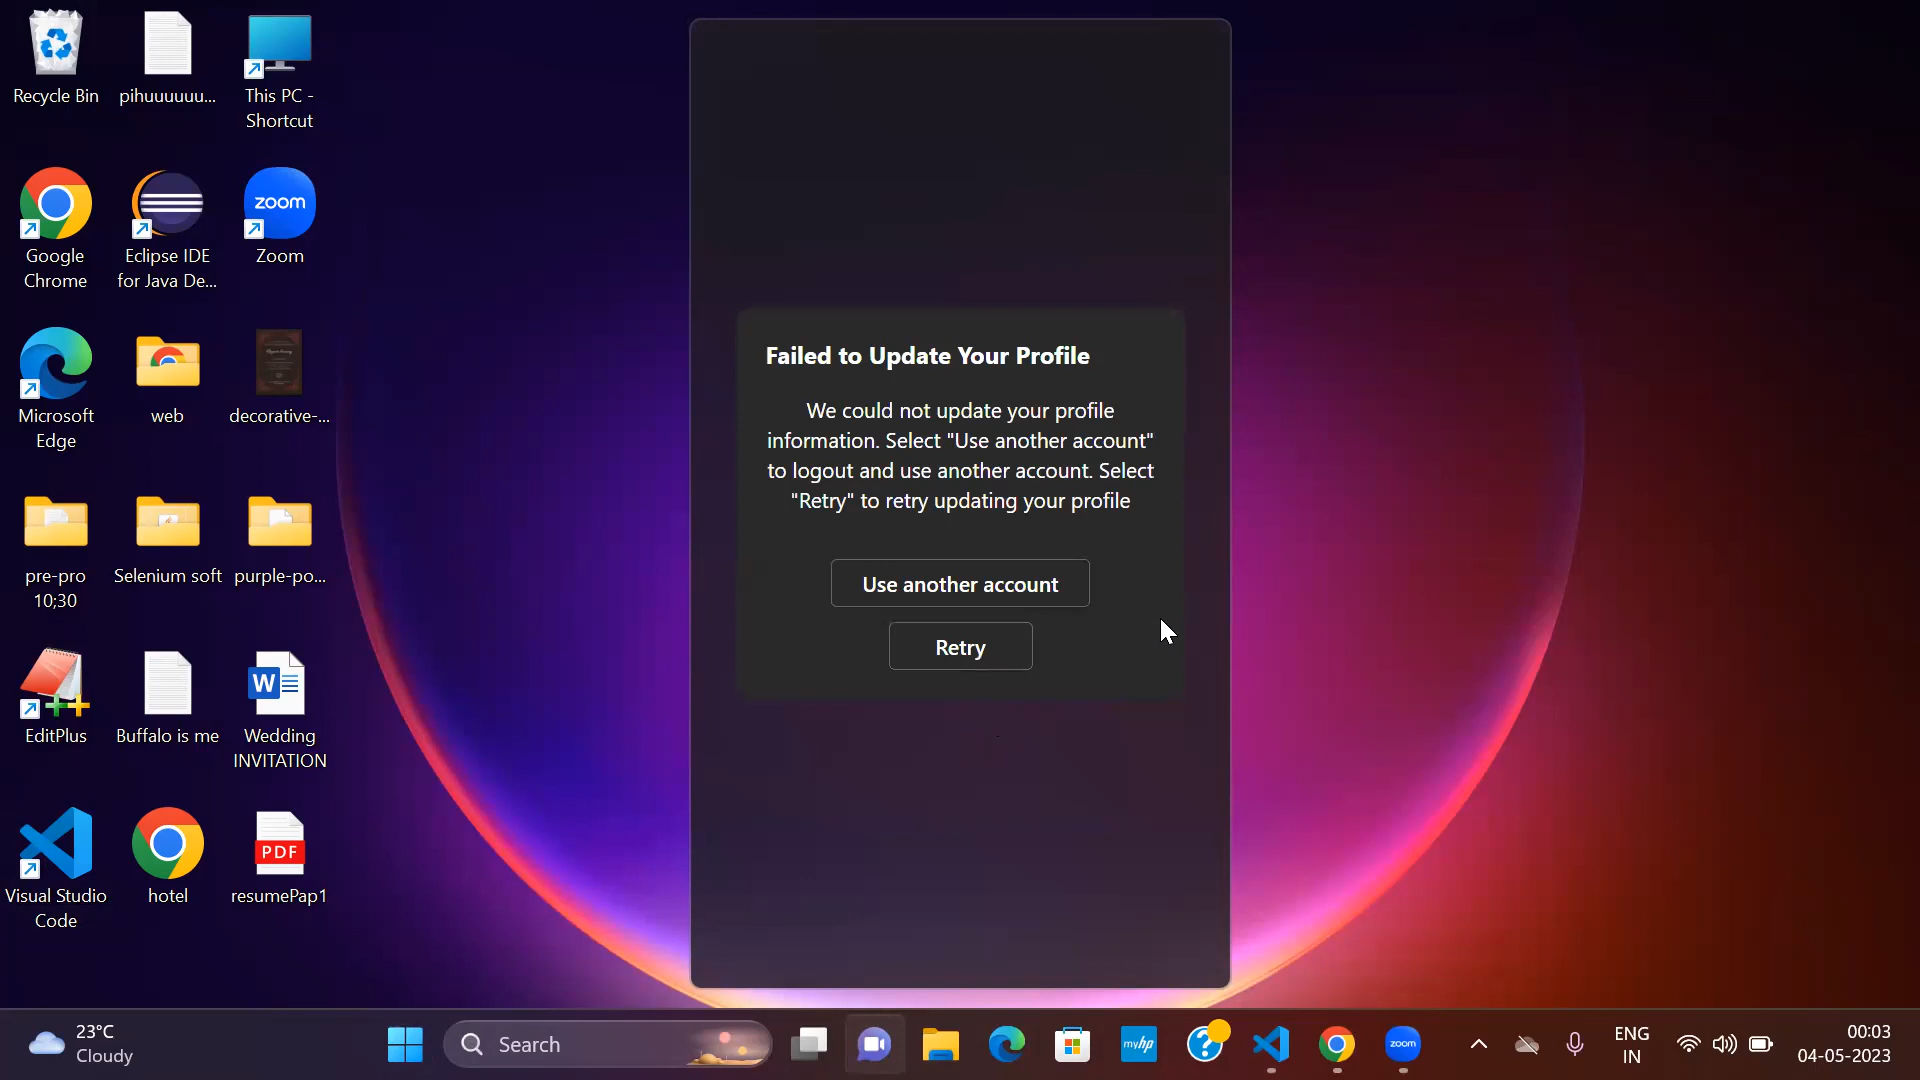 Recycle Bin
pihuuuuuu...
This PC -
Shortcut
Google
Chrome
Eclipse IDE
for Java De...
zoom
Zoom
Microsoft
Edge
web
decorative-...
pre-pro
10;30
Selenium soft
purple-po...
EditPlus
Buffalo is me
W
Wedding
INVITATION
Visual Studio
Code
hotel
PDF
resumePap1
Failed to Update Your Profile
We could not update your profile
information. Select "Use another account"
to logout and use another account. Select
"Retry" to retry updating your profile
Use another account
Retry
23°C
Cloudy
Search
myhp
?
zoom
ENG
IN
00:03
04-05-2023